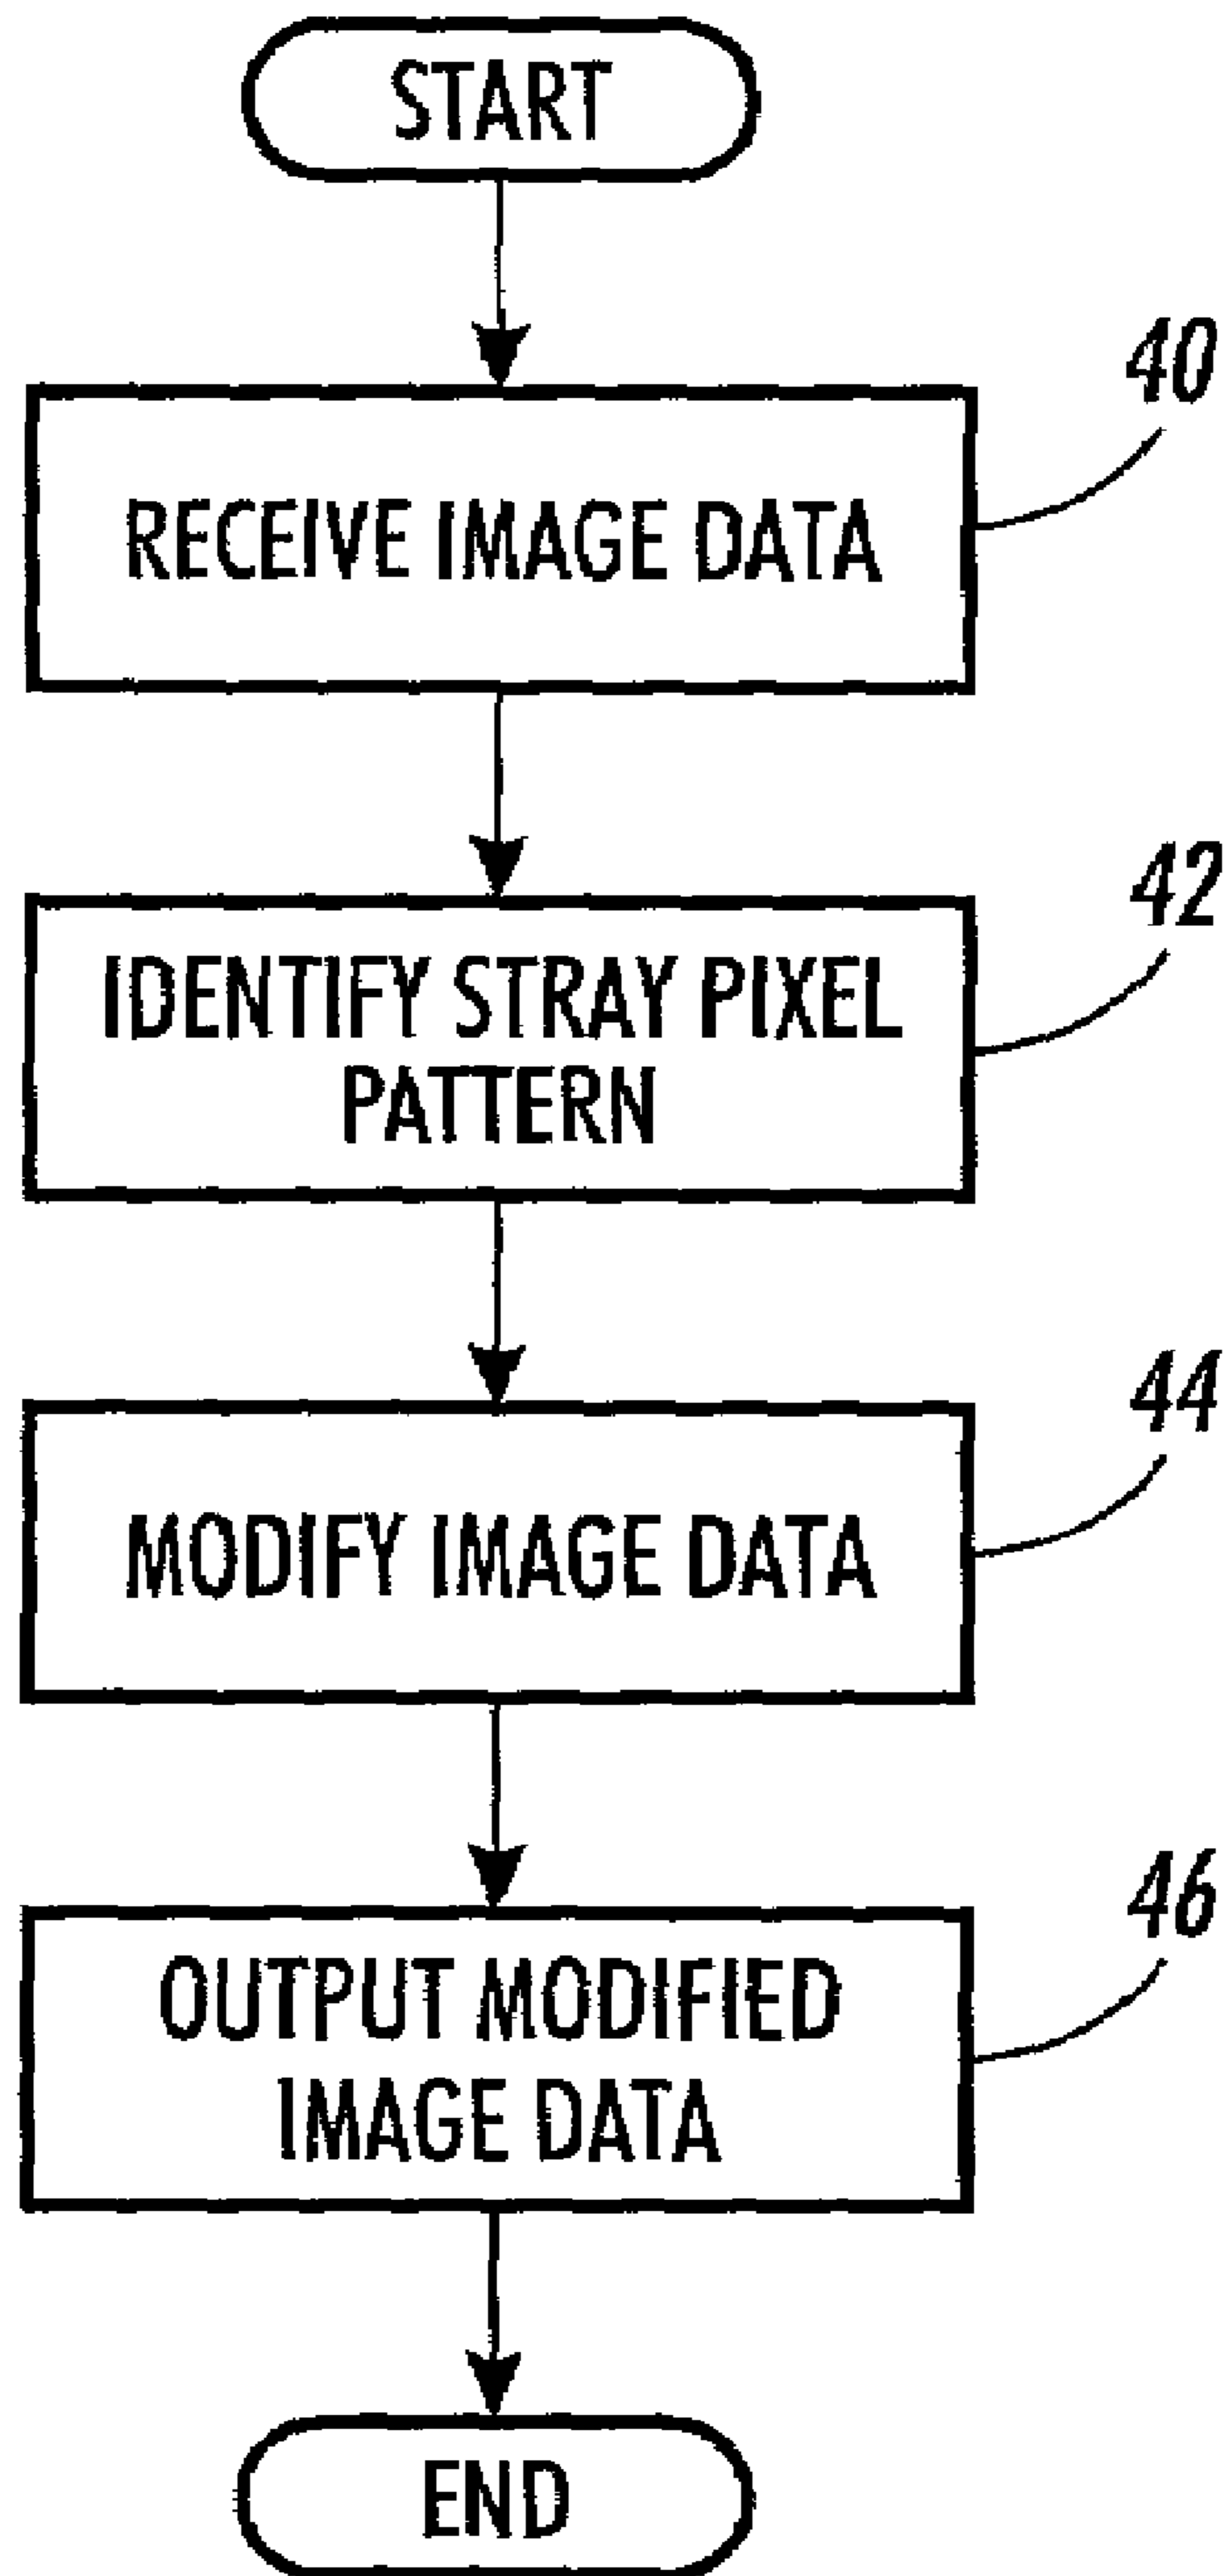 START
40
RECEIVE IMAGE DATA
42
IDENTIFY STRAY PIXEL
PATTERN
44
MODIFY IMAGE DATA
46
OUTPUT MODIFIED
IMAGE DATA
END